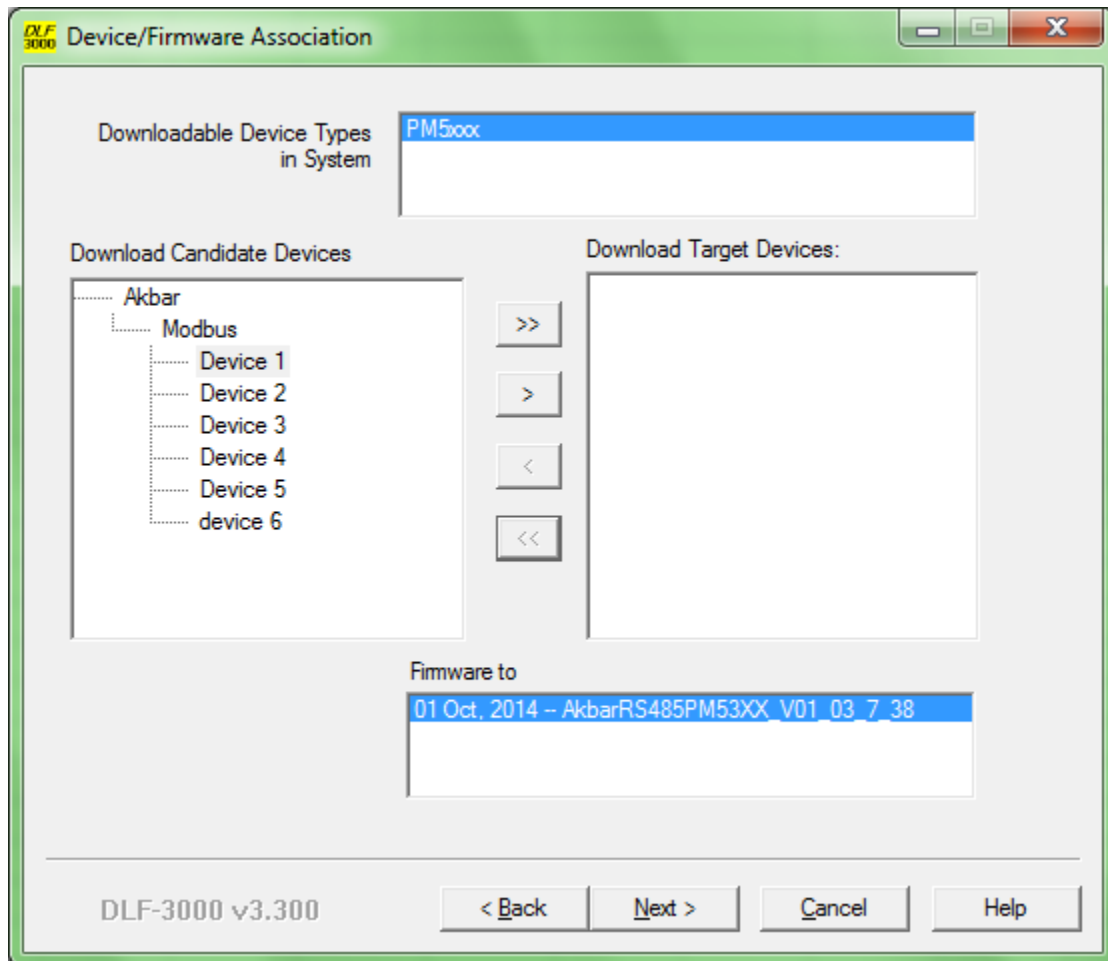 DLF
3000
Device/Firmware Association
Downloadable Device Types
in System
PM5xxx
Download Candidate Devices
Akbar
Modbus
Device 1
Device 2
Device 3
Device 4
Device 5
device 6
>>
>
<
<<
Download Target Devices:
Firmware to
01 Oct, 2014 -- AkbarRS485PM53XX_V01_03_7_38
DLF-3000 v3.300
< Back
Next >
Cancel
Help